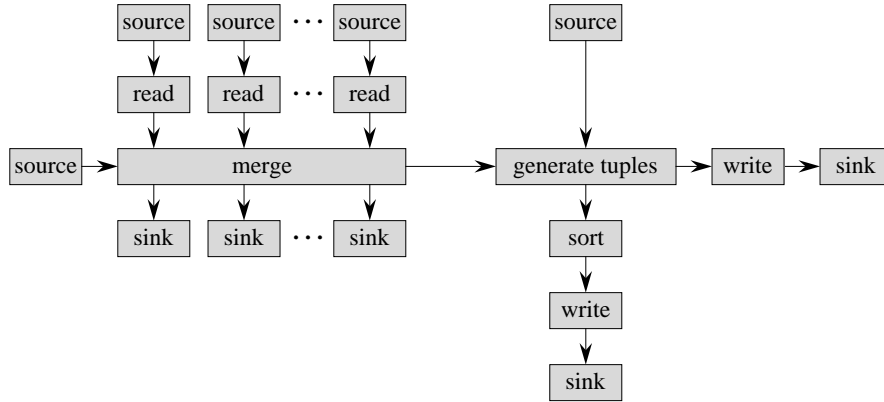 source source ··· source source
read read ··· read
source merge generate tuples write sink
sink sink ··· sink sort
write
sink